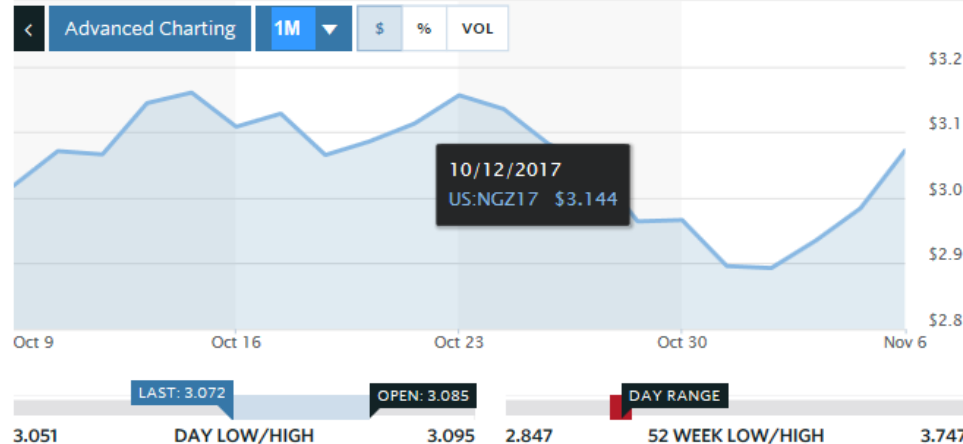 Advanced Charting 1M $ % VOL
$3.2
$3.1
10/12/2017
US:NGZ17 $3.144
$3.0
$2.9
$2.8
Oct 9 Oct 16 Oct 23 Oct 30 Nov 6
LAST: 3.072 OPEN: 3.085 DAY RANGE
3.051 DAY LOW/HIGH 3.095 2.847 52 WEEK LOW/HIGH 3.747